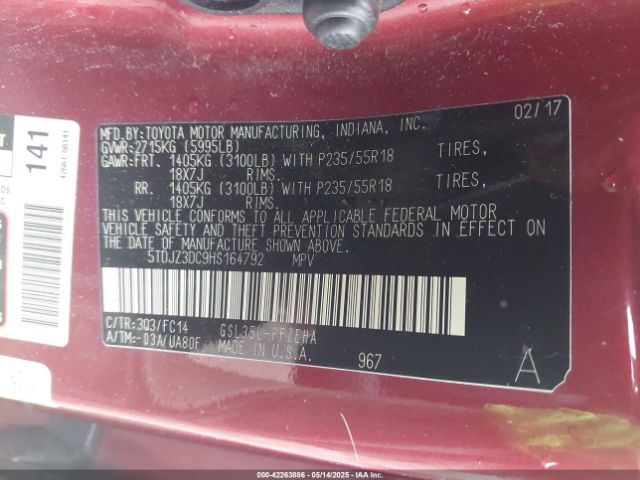 MFD.BY:TOYOTA MOTOR MANUFACTURING, INDIANA, INC. 02/17
GVWR:2715KG (5995LB)
GAWR:FRT. 1405KG (3100LB) WITH P235/55R18 TIRES,
18X7J RIMS.
RR. 1405KG (3100LB) WITH P235/55R18 TIRES,
18X7J RIMS.
THIS VEHICLE CONFORMS TO ALL APPLICABLE FEDERAL MOTOR
VEHICLE SAFETY AND THEFT PREVENTION STANDARDS IN EFFECT ON
THE DATE OF MANUFACTURE SHOWN ABOVE.
5TDJZ3DC9HS164792 MPV
C/TR:3Q3/FC14 GSL35L-PFZEHA
A/TM:-03A/UA80F MADE IN U.S.A. 967 A
141
000-42263886 - 05/14/2025 - IAAI.COM